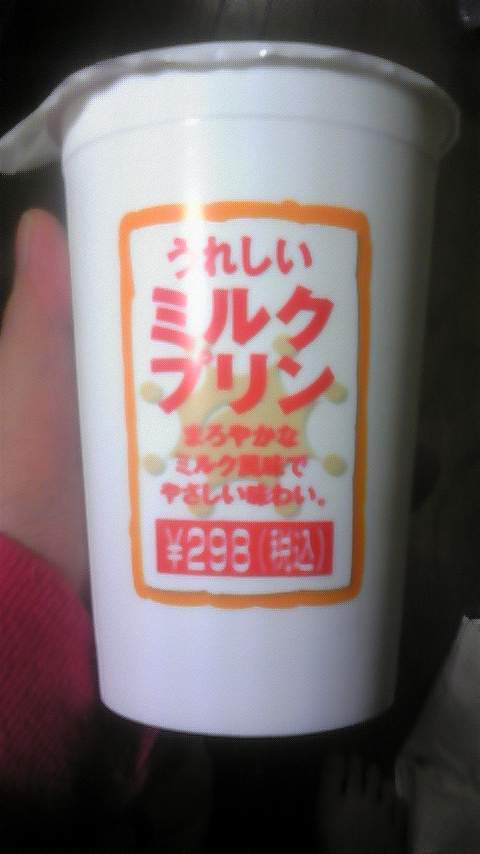 うれしい
ミルク
プリン
まろやかな
ミルク風味で
やさしい味わい。
¥298(税込)